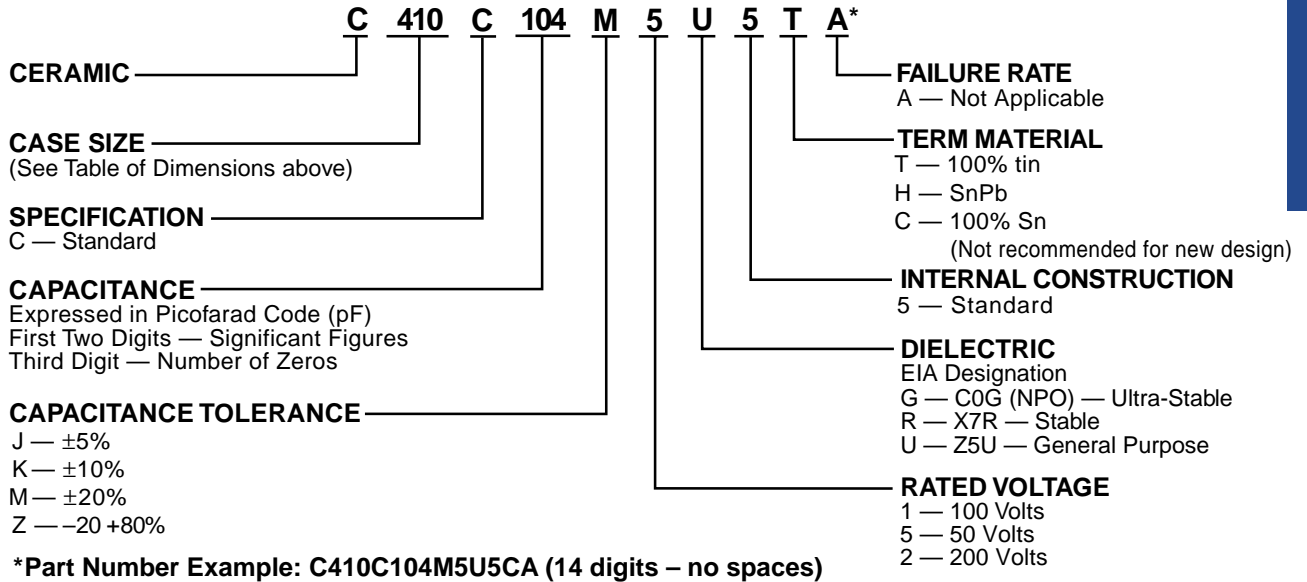 C 410 C 104 M 5 U 5 T A*
CERAMIC
CASE SIZE
(See Table of Dimensions above)
SPECIFICATION
C — Standard
CAPACITANCE
Expressed in Picofarad Code (pF)
First Two Digits — Significant Figures
Third Digit — Number of Zeros
CAPACITANCE TOLERANCE
J — ±5%
K — ±10%
M — ±20%
Z — –20 +80%
FAILURE RATE
A — Not Applicable
TERM MATERIAL
T — 100% tin
H — SnPb
C — 100% Sn
(Not recommended for new design)
INTERNAL CONSTRUCTION
5 — Standard
DIELECTRIC
EIA Designation
G — C0G (NPO) — Ultra-Stable
R — X7R — Stable
U — Z5U — General Purpose
RATED VOLTAGE
1 — 100 Volts
5 — 50 Volts
2 — 200 Volts
*Part Number Example: C410C104M5U5CA (14 digits – no spaces)